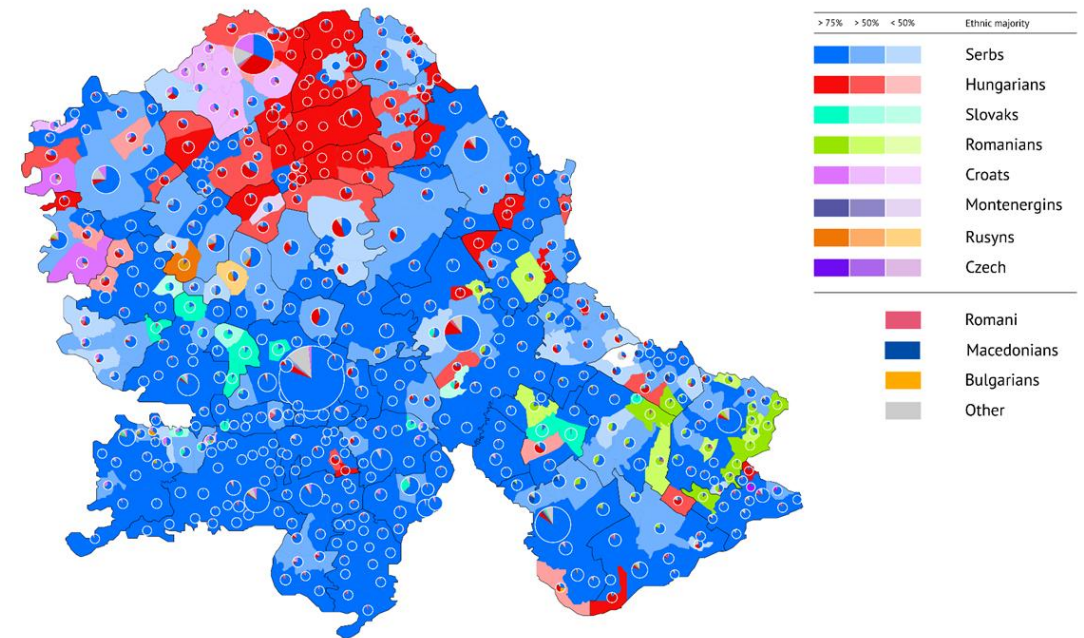 > 75% > 50% < 50% Ethnic majority
Serbs
Hungarians
Slovaks
Romanians
Croats
Montenergins
Rusyns
Czech
Romani
Macedonians
Bulgarians
Other